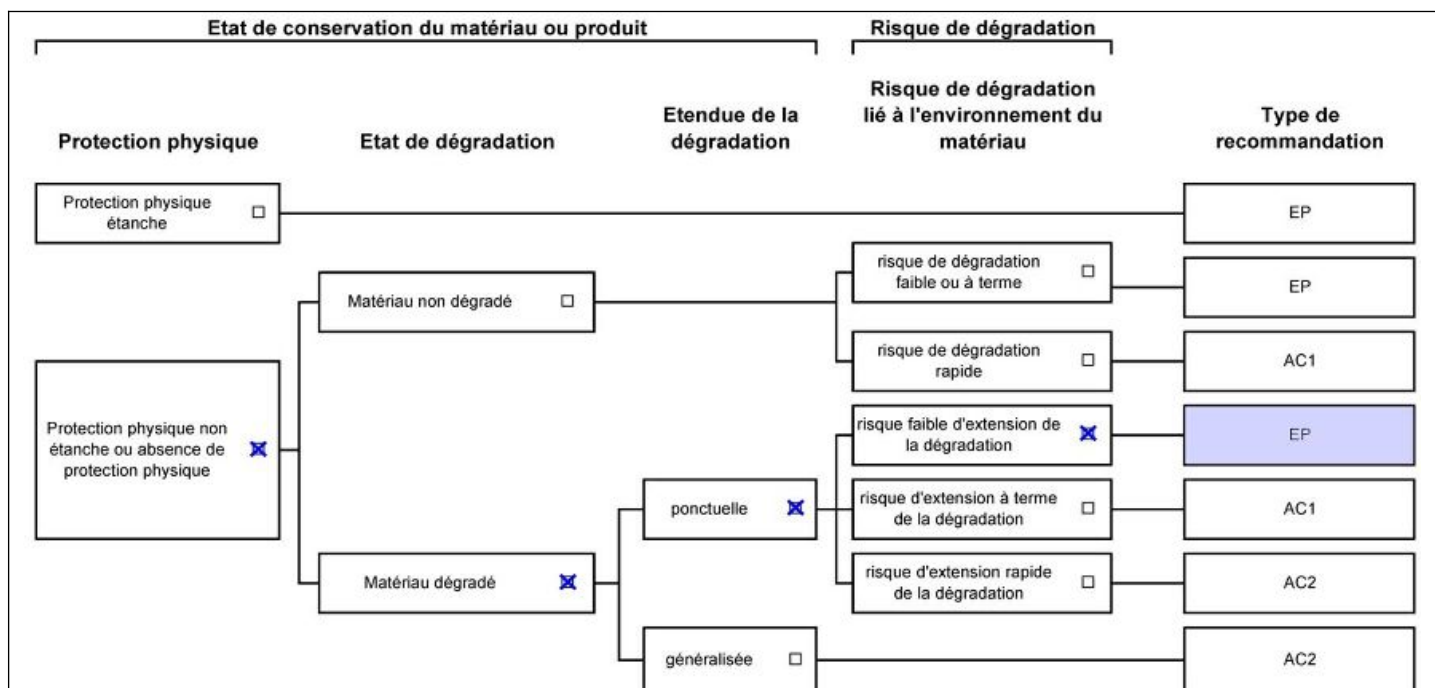 Etat de conservation du matériau ou produit
Risque de dégradation
Protection physique
Etat de dégradation
Etendue de la
dégradation
Risque de dégradation
lié à l'environnement du
matériau
Type de
recommandation
Protection physique
étanche
EP
Matériau non dégradé
risque de dégradation
faible ou à terme
EP
risque de dégradation
rapide
AC1
Protection physique non
étanche ou absence de
protection physique
risque faible d'extension de
la dégradation
EP
ponctuelle
risque d'extension à terme
de la dégradation
AC1
Matériau dégradé
risque d'extension rapide
de la dégradation
AC2
généralisée
AC2